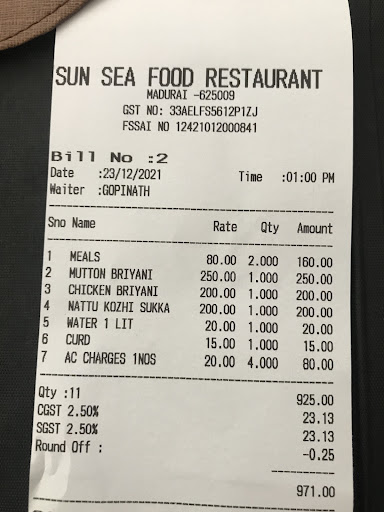 SUN SEA FOOD RESTAURANT
MADURAI -625009
GST NO: 33AELFS5612P1ZJ
FSSAI NO 12421012000841
Bill No :2
Date :23/12/2021 Time :01:00 PM
Waiter :GOPINATH
Sno Name Rate Qty Amount
1 MEALS 80.00 2.000 160.00
2 MUTTON BRIYANI 250.00 1.000 250.00
3 CHICKEN BRIYANI 200.00 1.000 200.00
4 NATTU KOZHI SUKKA 200.00 1.000 200.00
5 WATER 1 LIT 20.00 1.000 20.00
6 CURD 15.00 1.000 15.00
7 AC CHARGES 1NOS 20.00 4.000 80.00
Qty :11 925.00
CGST 2.50% 23.13
SGST 2.50% 23.13
Round Off : -0.25
971.00